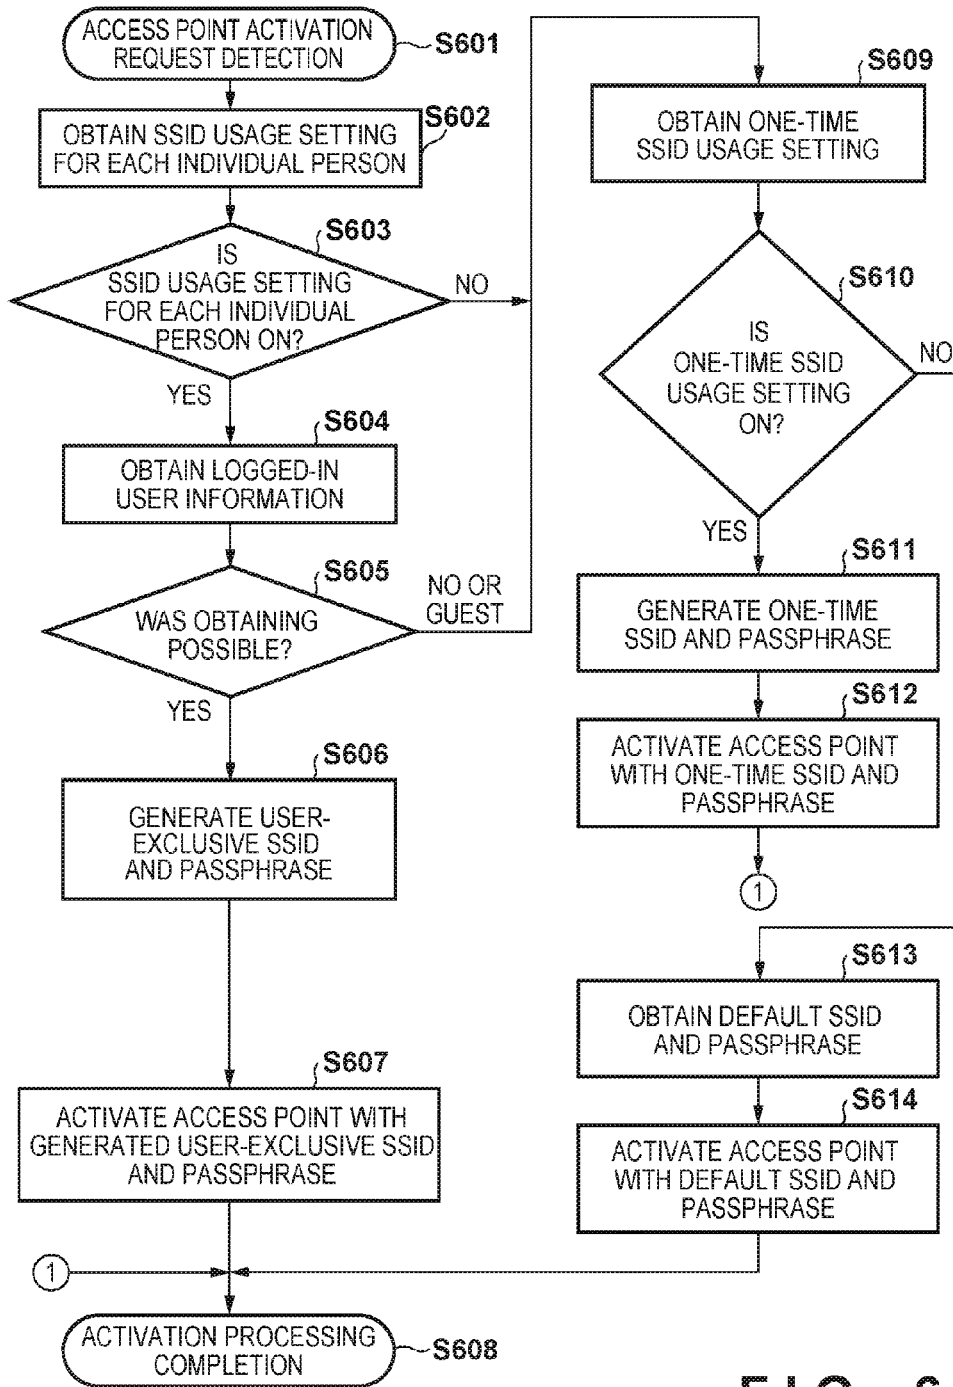 ACCESS POINT ACTIVATION
REQUEST DETECTION
S601
S602
OBTAIN SSID USAGE SETTING
FOR EACH INDIVIDUAL PERSON
S603
IS
SSID USAGE SETTING
FOR EACH INDIVIDUAL
PERSON ON?
NO
YES
S604
OBTAIN LOGGED-IN
USER INFORMATION
S605
WAS OBTAINING
POSSIBLE?
NO OR
GUEST
YES
S606
GENERATE USER-
EXCLUSIVE SSID
AND PASSPHRASE
S607
ACTIVATE ACCESS POINT WITH
GENERATED USER-EXCLUSIVE SSID
AND PASSPHRASE
1
ACTIVATION PROCESSING
COMPLETION
S608
S609
OBTAIN ONE-TIME
SSID USAGE SETTING
S610
IS
ONE-TIME SSID
USAGE SETTING
ON?
NO
YES
S611
GENERATE ONE-TIME
SSID AND PASSPHRASE
S612
ACTIVATE ACCESS POINT
WITH ONE-TIME SSID AND
PASSPHRASE
1
S613
OBTAIN DEFAULT SSID
AND PASSPHRASE
S614
ACTIVATE ACCESS POINT
WITH DEFAULT SSID AND
PASSPHRASE